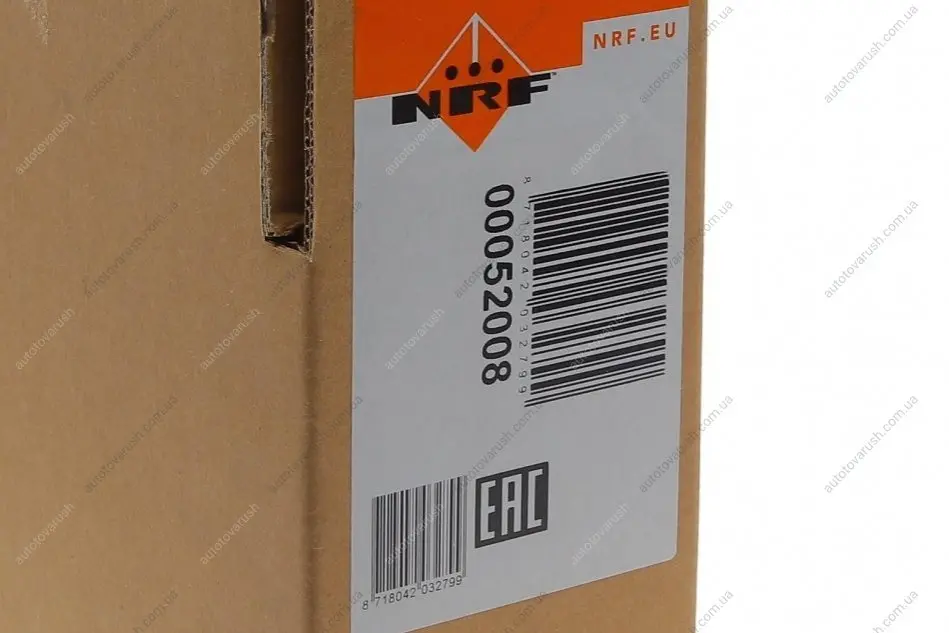 NRF.EU
NRF
00052008
8 718042 032799
EAC
8 718042 032799
autotovarush.com.ua